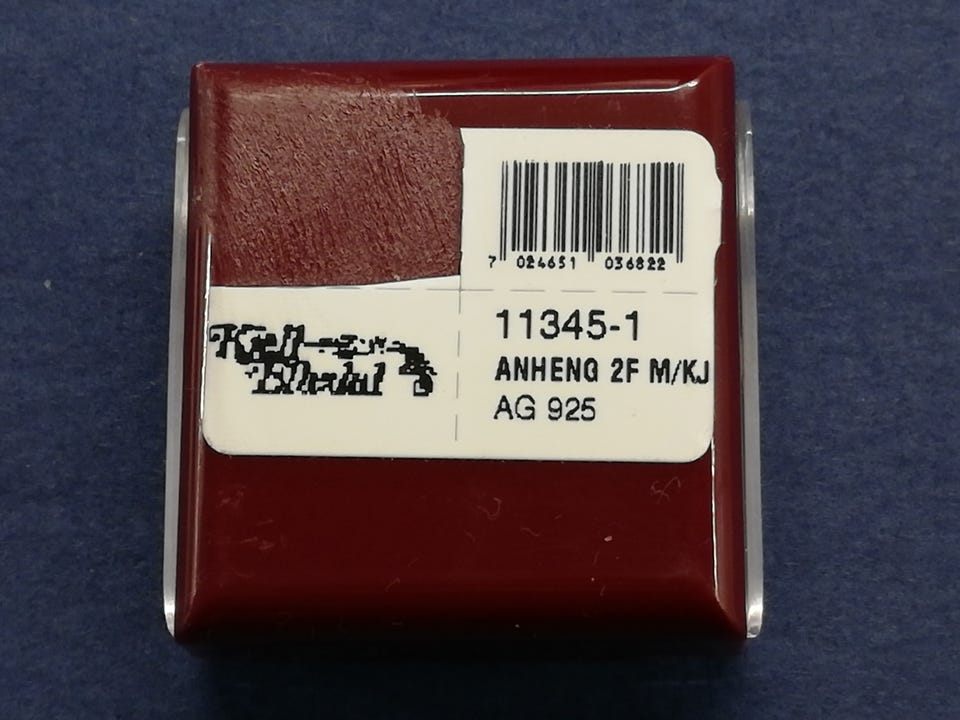 7 024651 036822
11345-1
ANHENG 2F M/KJ
AG 925